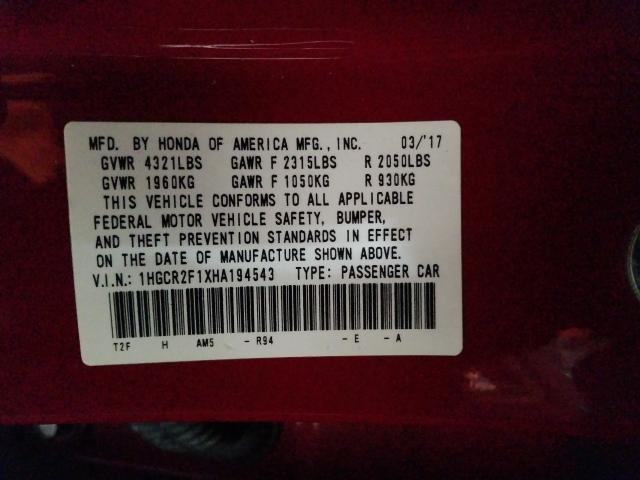 MFD. BY HONDA OF AMERICA MFG., INC. 03/'17
GVWR 4321LBS GAWR F 2315LBS R 2050LBS
GVWR 1960KG GAWR F 1050KG R 930KG
THIS VEHICLE CONFORMS TO ALL APPLICABLE
FEDERAL MOTOR VEHICLE SAFETY, BUMPER,
AND THEFT PREVENTION STANDARDS IN EFFECT
ON THE DATE OF MANUFACTURE SHOWN ABOVE.
V.I.N.: 1HGCR2F1XHA194543 TYPE: PASSENGER CAR
T2F H AM5 - R94 - E - A